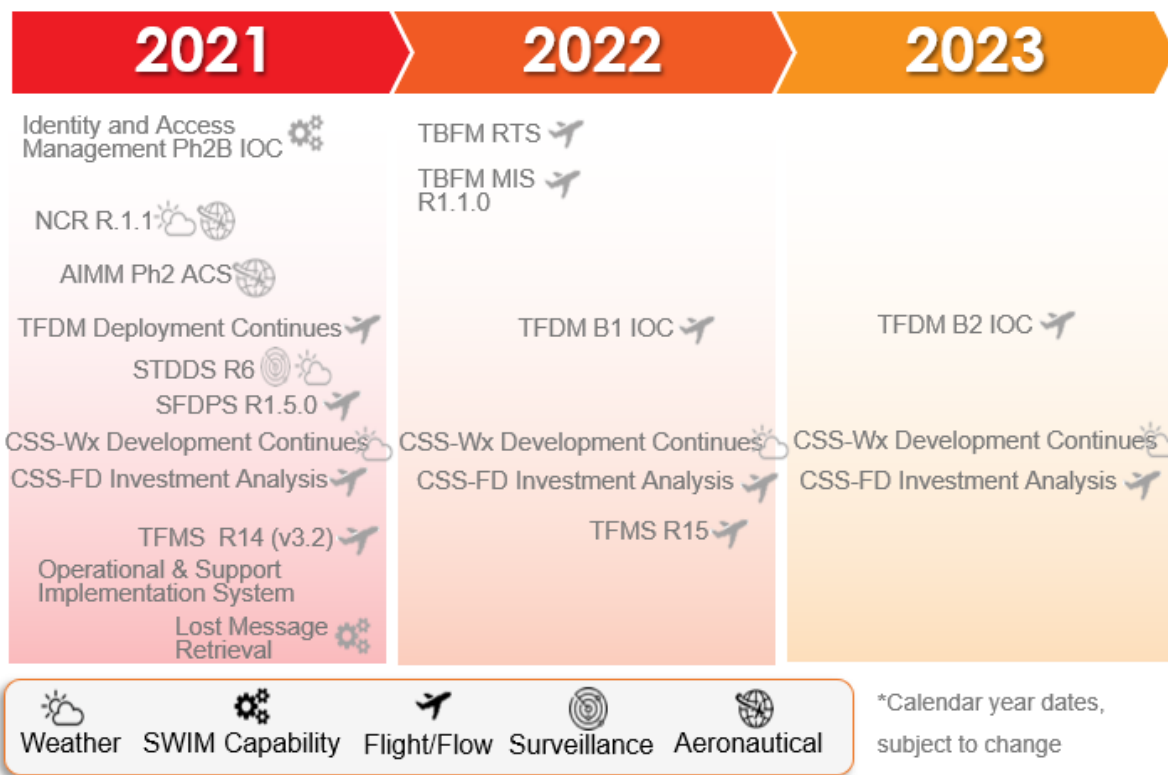 2021
2022
2023
Identity and Access
Management Ph2B IOC
NCR R.1.1
AIMM Ph2 ACS
TFDM Deployment Continues
STDDS R6
SFDPS R1.5.0
CSS-Wx Development Continues
CSS-FD Investment Analysis
TFMS R14 (v3.2)
Operational & Support
Implementation System
Lost Message
Retrieval
TBFM RTS
TBFM MIS
R1.1.0
TFDM B1 IOC
CSS-Wx Development Continues
CSS-FD Investment Analysis
TFMS R15
TFDM B2 IOC
CSS-Wx Development Continues
CSS-FD Investment Analysis
Weather
SWIM Capability
Flight/Flow
Surveillance
Aeronautical
*Calendar year dates,
subject to change